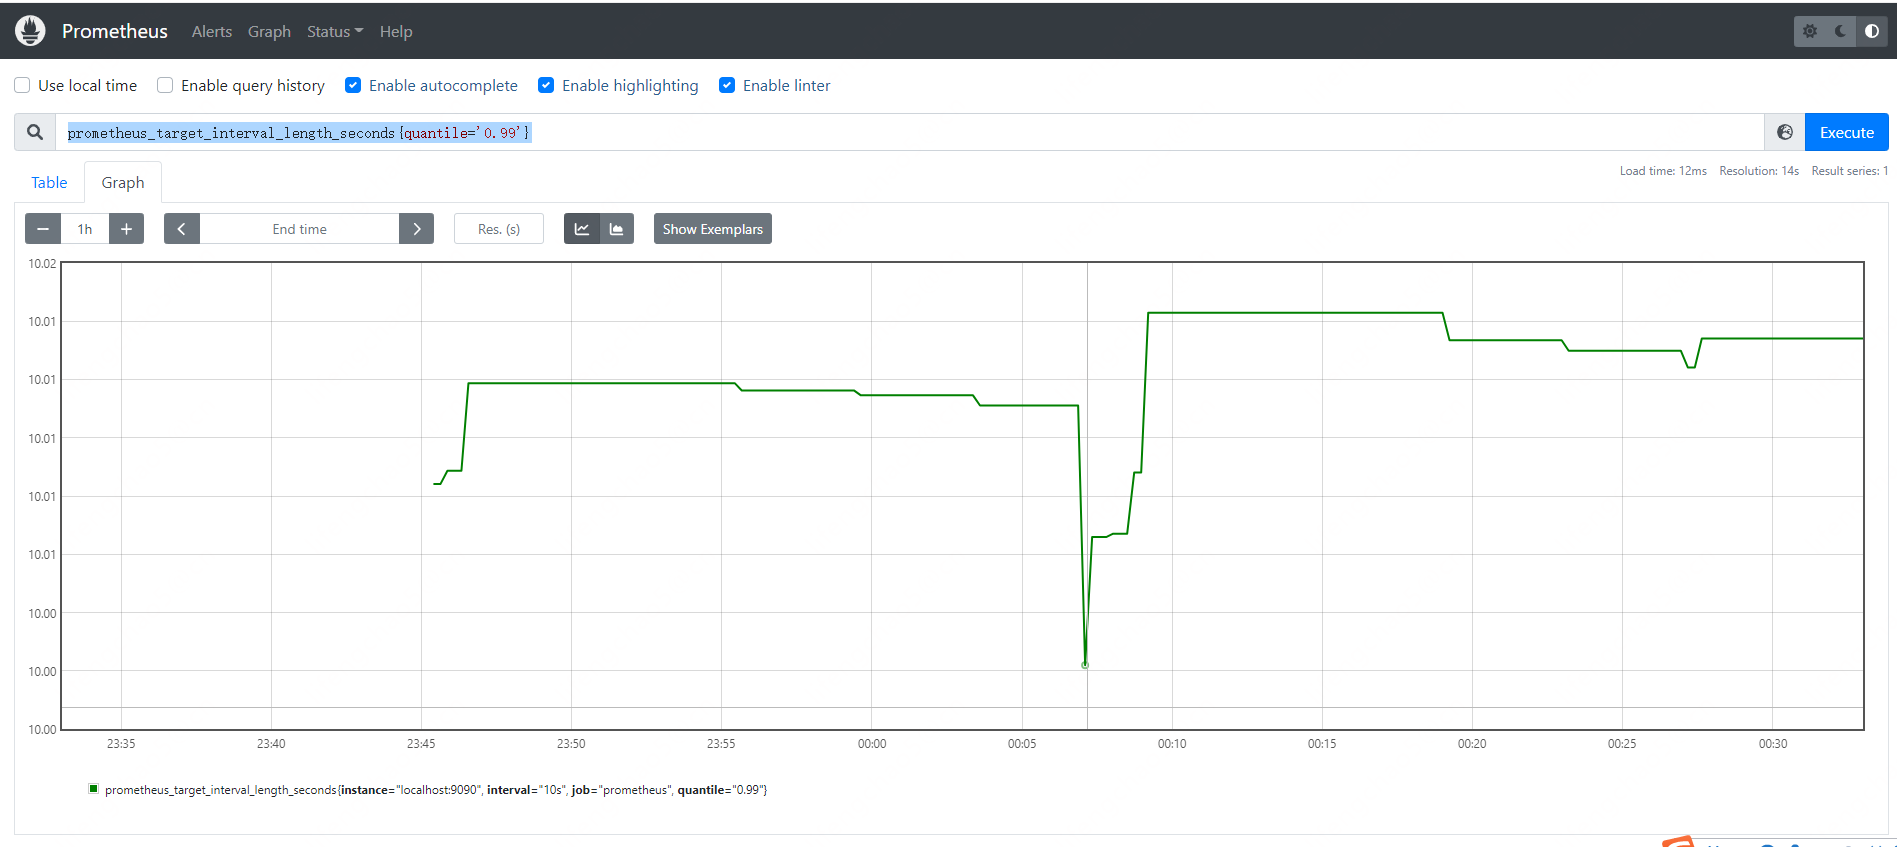 Prometheus Alerts Graph Status Help
Use local time Enable query history Enable autocomplete Enable highlighting Enable linter
prometheus_target_interval_length_seconds{quantile='0.99'} Execute
Load time: 12ms Resolution: 14s Result series: 1
Table Graph
1h End time Res. (s) Show Exemplars
10.02
10.01
10.01
10.01
10.01
10.01
10.00
10.00
10.00
23:35 23:40 23:45 23:50 23:55 00:00 00:05 00:10 00:15 00:20 00:25 00:30
prometheus_target_interval_length_seconds{instance="localhost:9090", interval="10s", job="prometheus", quantile="0.99"}